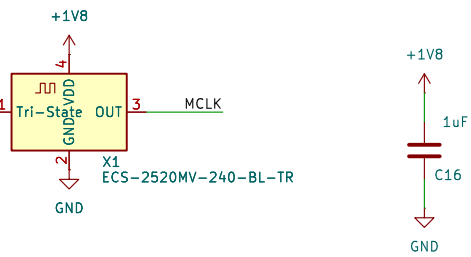 +1V8
4
VDD
1
Tri-State
OUT
3
MCLK
GND
2
X1
ECS-2520MV-240-BL-TR
GND
+1V8
1uF
C16
GND